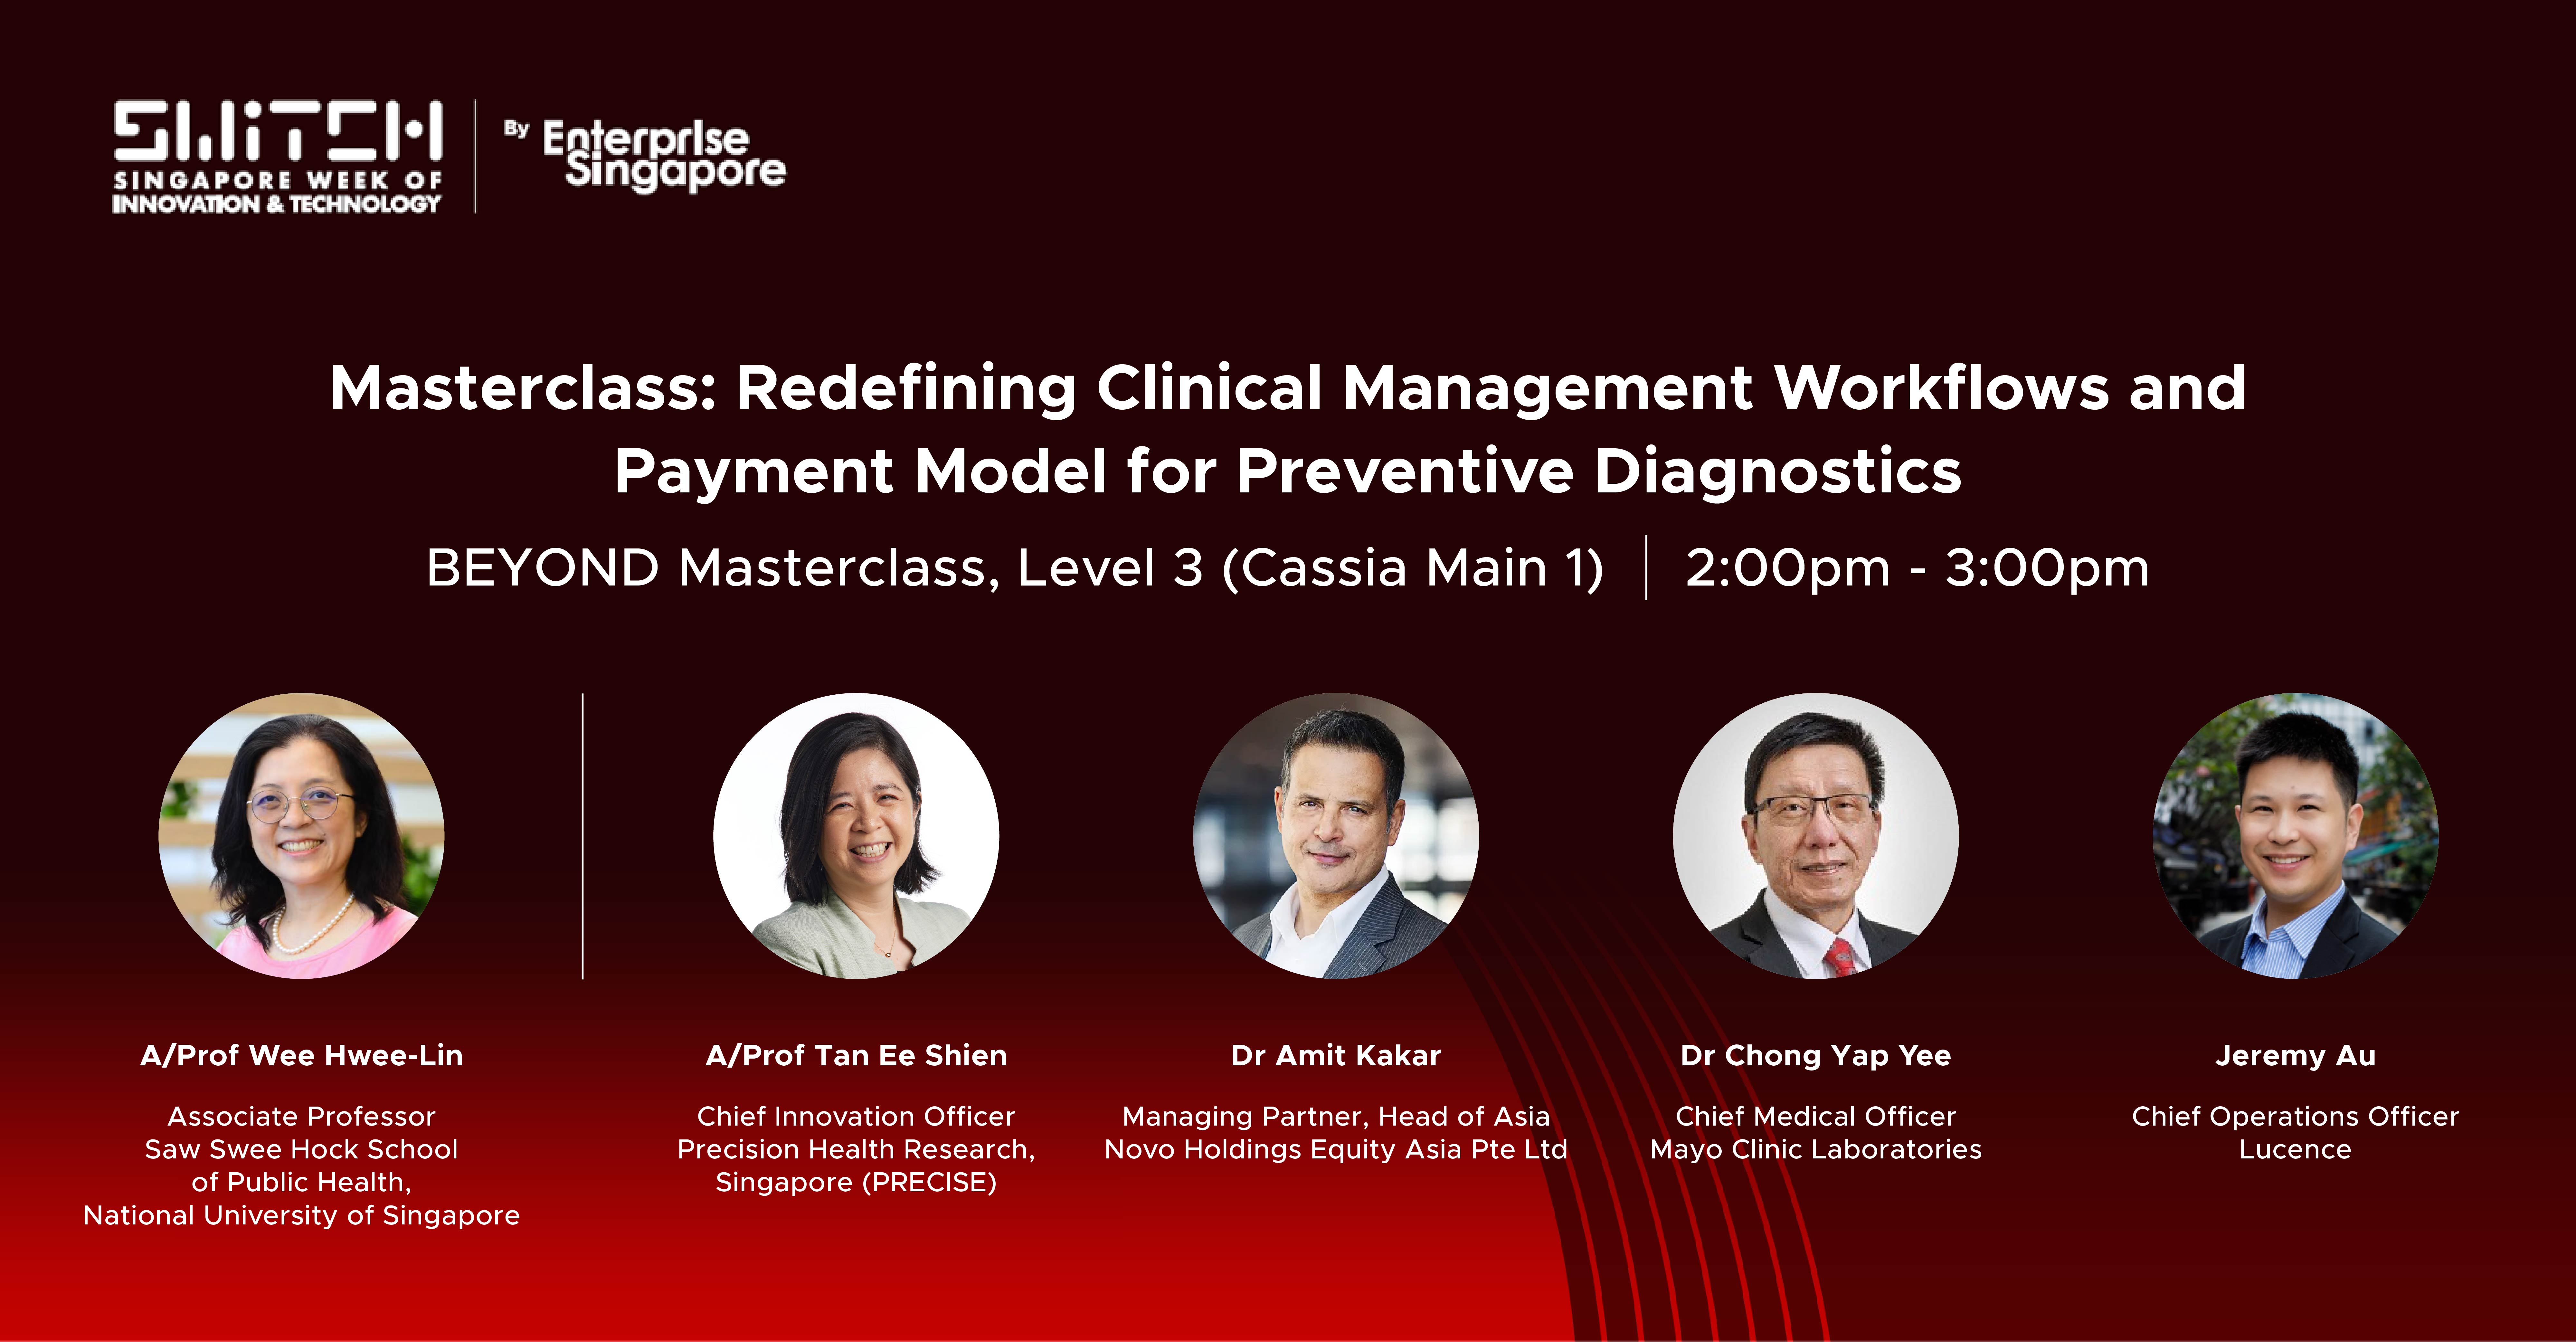 SWITCH
SINGAPORE WEEK OF
INNOVATION & TECHNOLOGY
By Enterprise
Singapore
Masterclass: Redefining Clinical Management Workflows and
Payment Model for Preventive Diagnostics
BEYOND Masterclass, Level 3 (Cassia Main 1) | 2:00pm - 3:00pm
A/Prof Wee Hwee-Lin
Associate Professor
Saw Swee Hock School
of Public Health,
National University of Singapore
A/Prof Tan Ee Shien
Chief Innovation Officer
Precision Health Research,
Singapore (PRECISE)
Dr Amit Kakar
Managing Partner, Head of Asia
Novo Holdings Equity Asia Pte Ltd
Dr Chong Yap Yee
Chief Medical Officer
Mayo Clinic Laboratories
Jeremy Au
Chief Operations Officer
Lucence